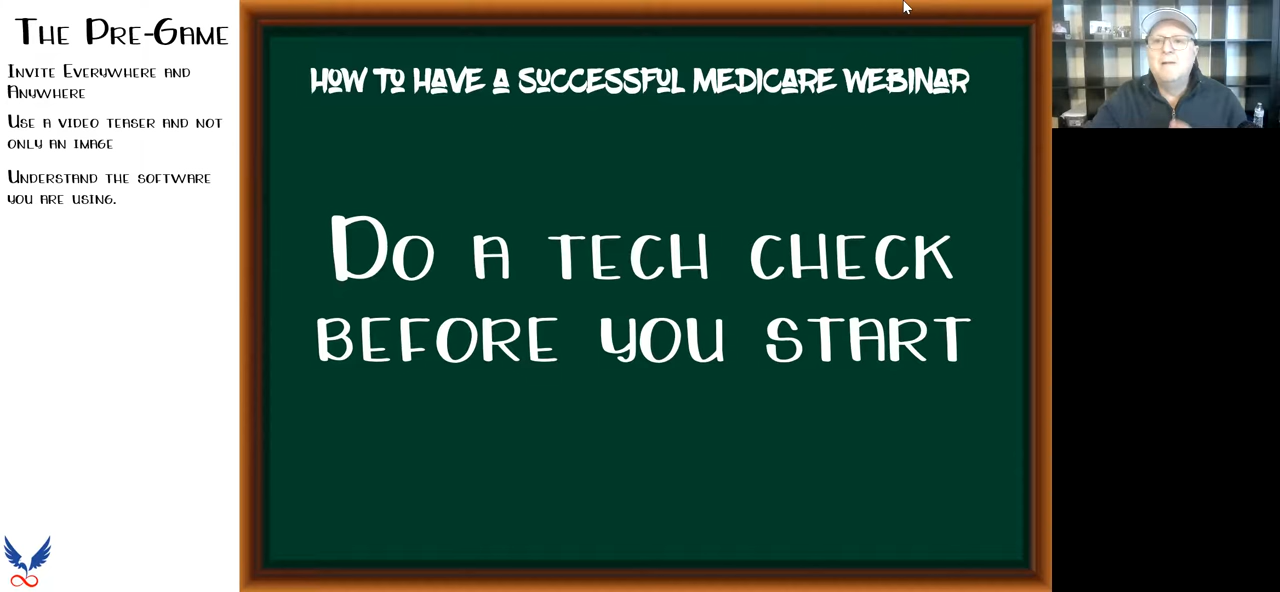 The Pre-Game
Invite Everywhere and
Anywhere
Use a video teaser and not
only an image
Understand the software
you are using.
HOW TO HAVE A SUCCESSFUL MEDICARE WEBINAR
Do a tech check
before you start